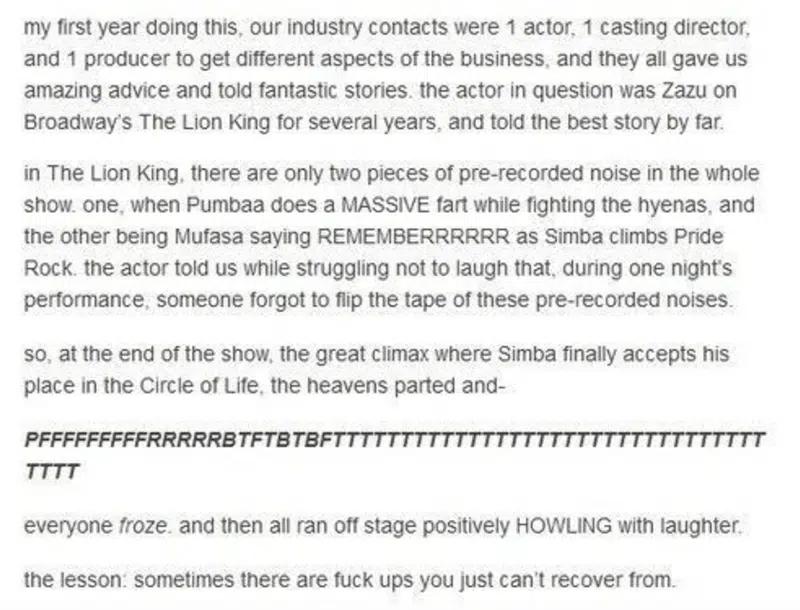 my first year doing this, our industry contacts were 1 actor, 1 casting director,
and 1 producer to get different aspects of the business, and they all gave us
amazing advice and told fantastic stories. the actor in question was Zazu on
Broadway's The Lion King for several years, and told the best story by far.
in The Lion King, there are only two pieces of pre-recorded noise in the whole
show. one, when Pumbaa does a MASSIVE fart while fighting the hyenas, and
the other being Mufasa saying REMEMBERRRRRR as Simba climbs Pride
Rock. the actor told us while struggling not to laugh that, during one night's
performance, someone forgot to flip the tape of these pre-recorded noises.
so, at the end of the show, the great climax where Simba finally accepts his
place in the Circle of Life, the heavens parted and-
PFFFFFFFFFFRRRRRBTFTBTBFTTTTTTTTTTTTTTTTTTTTTTTTTTTTTTTT
TTTT
everyone froze. and then all ran off stage positively HOWLING with laughter.
the lesson: sometimes there are fuck ups you just can't recover from.